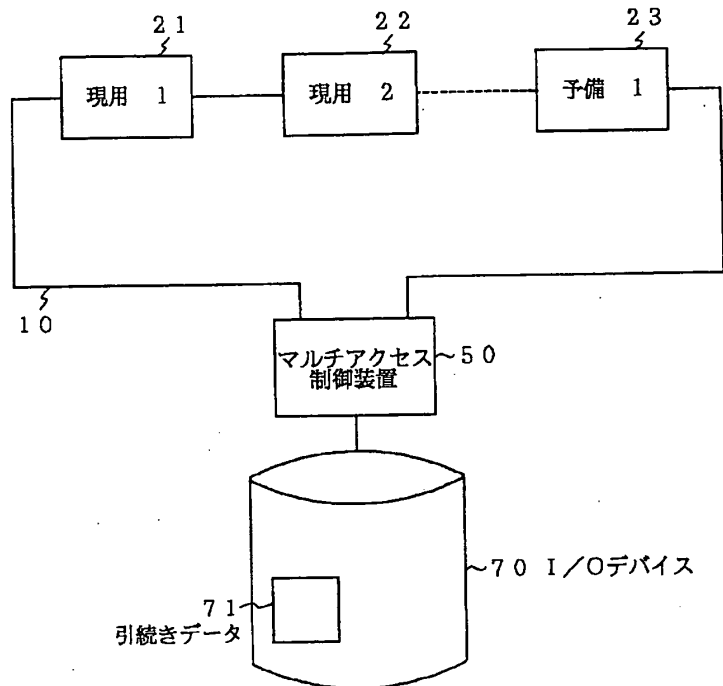 ２１
２２
２３
現用　１
現用　２
予備　１
１０
マルチアクセス
制御装置
５０
７０　Ｉ／Ｏデバイス
７１
引続きデータ